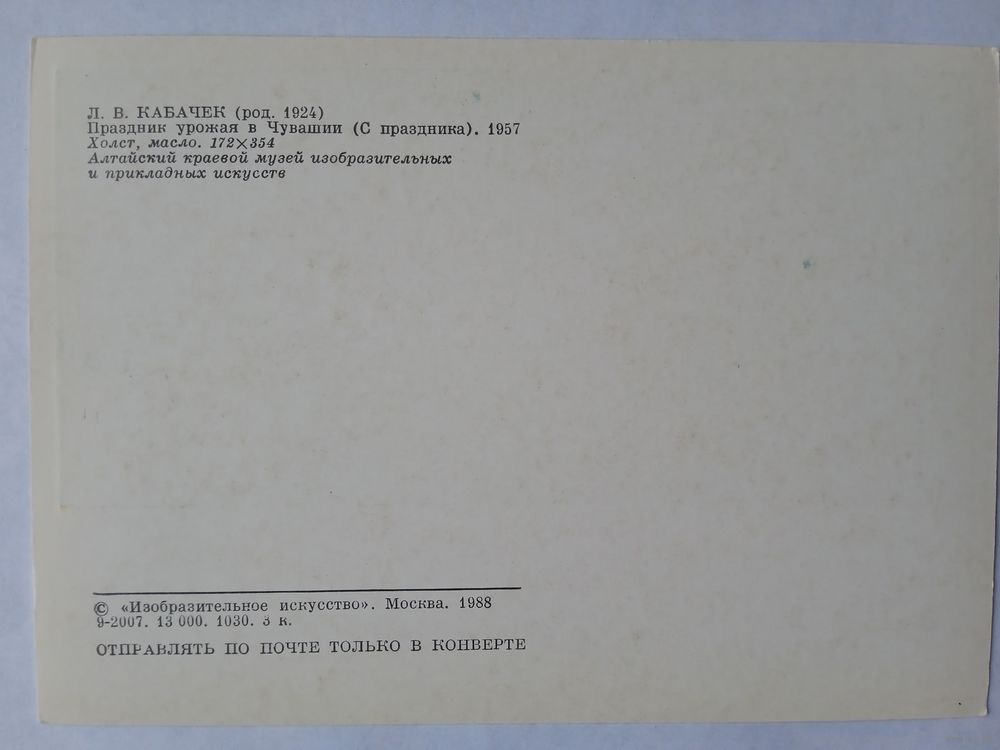 Л. В. КАБАЧЕК (род. 1924)
Праздник урожая в Чувашии (С праздника). 1957
Холст, масло. 172×354
Алтайский краевой музей изобразительных
и прикладных искусств
© «Изобразительное искусство». Москва. 1988
9-2007. 13 000. 1030. 3 к.
ОТПРАВЛЯТЬ ПО ПОЧТЕ ТОЛЬКО В КОНВЕРТЕ